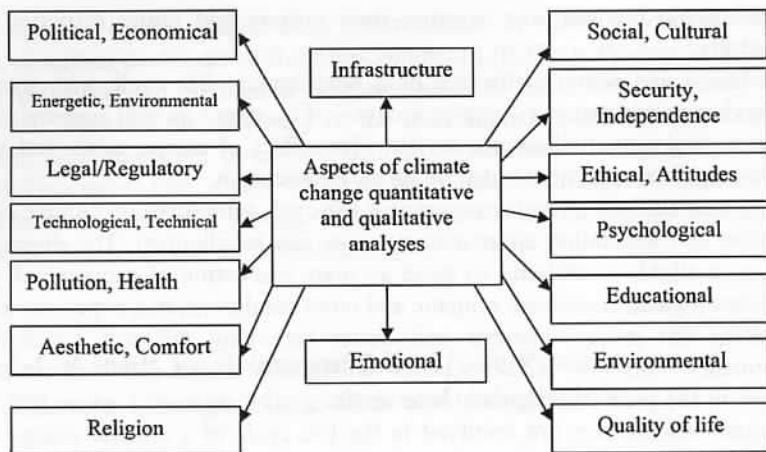 Political, Economical
Energetic, Environmental
Legal/Regulatory
Technological, Technical
Pollution, Health
Aesthetic, Comfort
Religion
Infrastructure
Aspects of climate
change quantitative
and qualitative
analyses
Emotional
Social, Cultural
Security,
Independence
Ethical, Attitudes
Psychological
Educational
Environmental
Quality of life